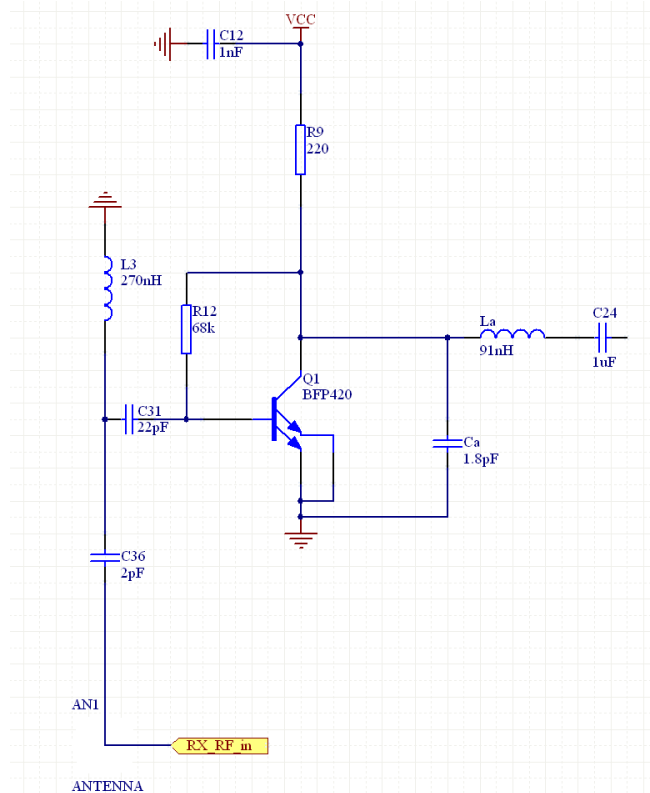 VCC
C12
1nF
R9
220
L3
270nH
R12
68k
La
91nH
C24
1uF
Q1
BFP420
C31
22pF
Ca
1.8pF
C36
2pF
AN1
RX_RF_in
ANTENNA